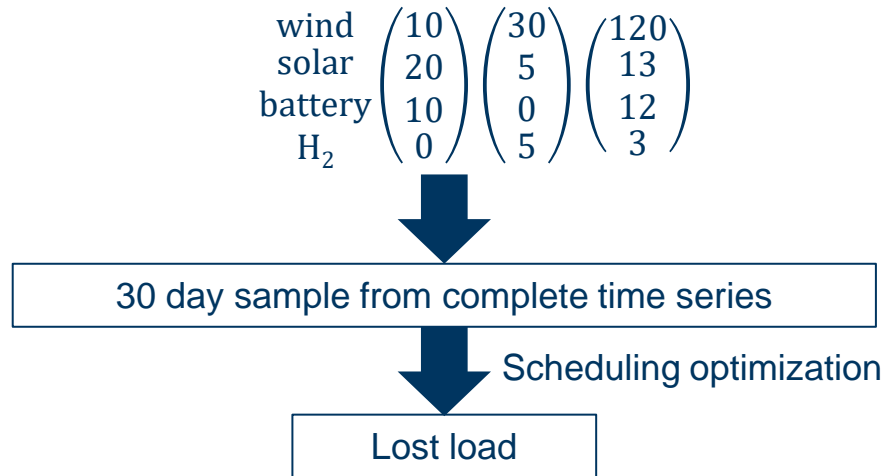 wind 10 30 120
solar 20 5 13
battery 10 0 12
H₂ 0 5 3
30 day sample from complete time series
Scheduling optimization
Lost load